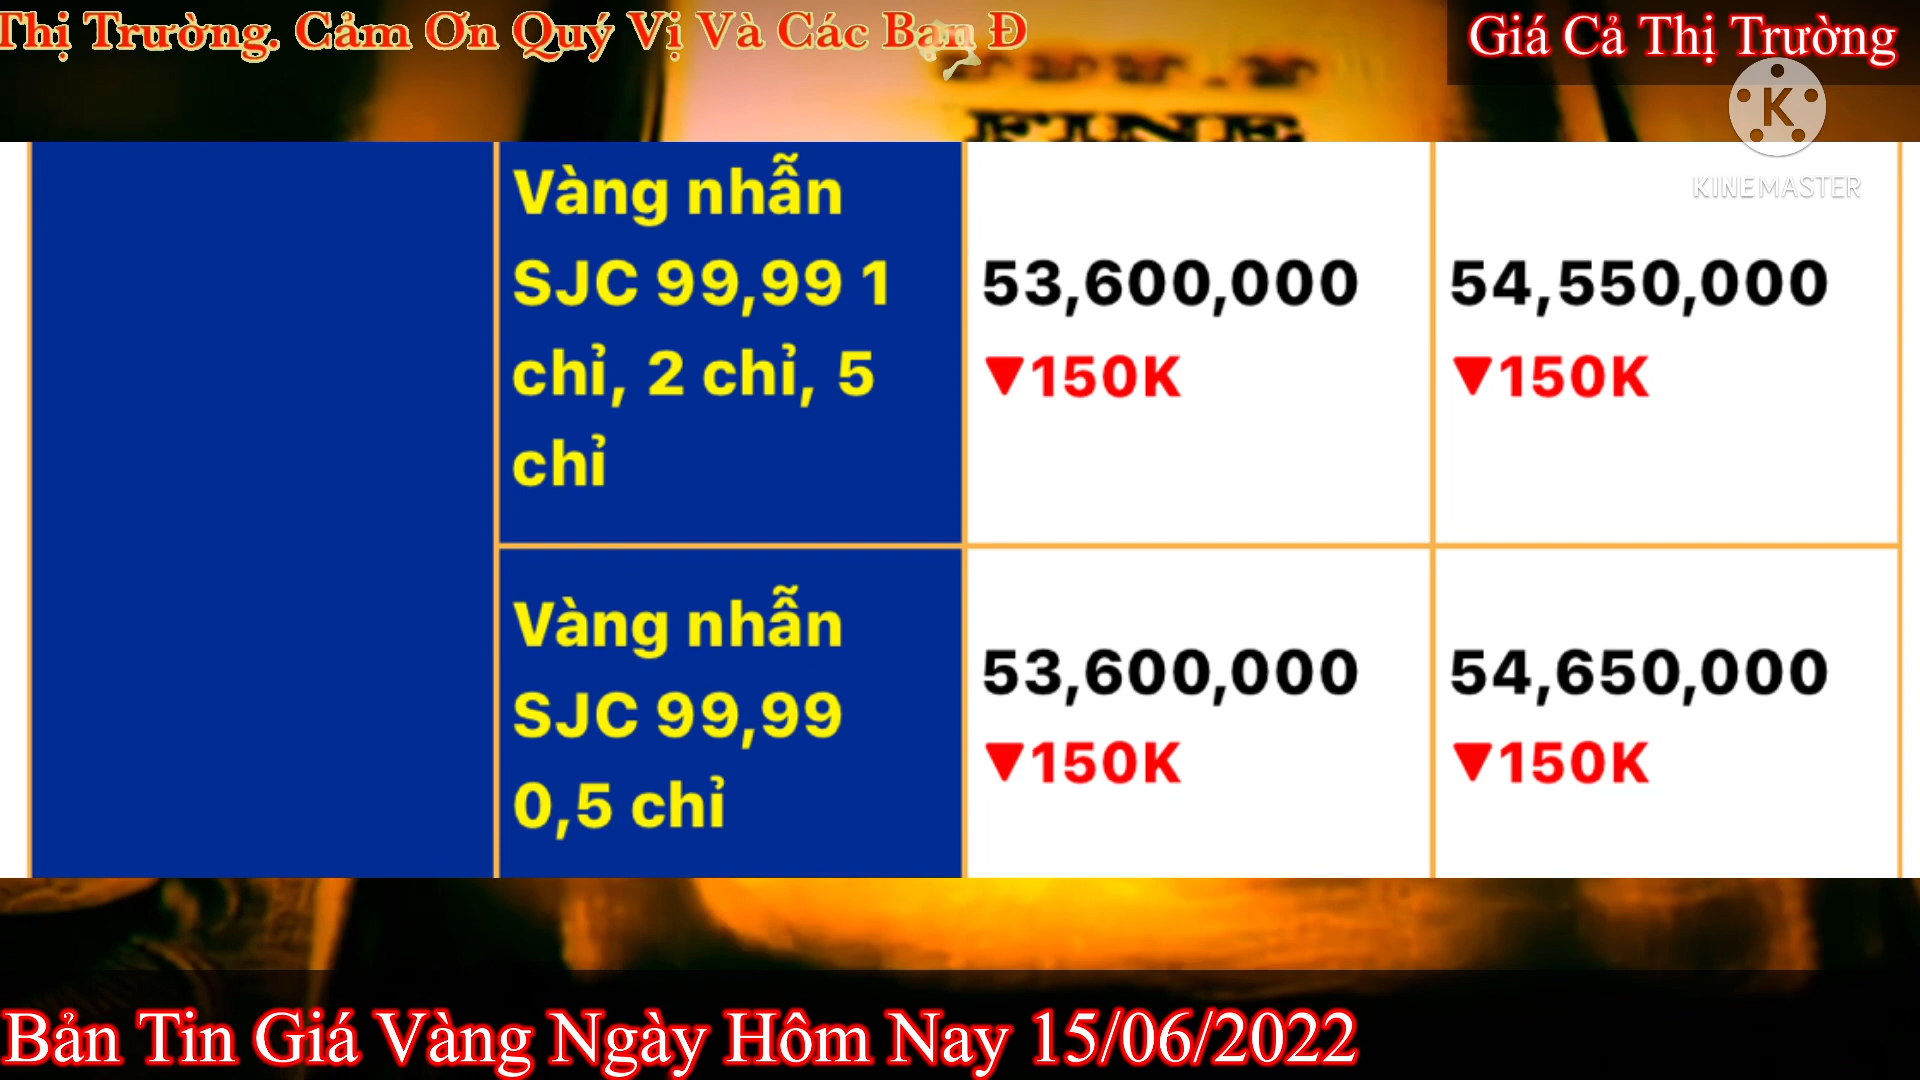 Thị Trường. Cảm Ơn Quý Vị Và Các Bạn Đ
Giá Cả Thị Trường
FINE
K
KINEMASTER
Vàng nhẫn
SJC 99,99 1
chỉ, 2 chỉ, 5
chỉ
53,600,000
▼150K
54,550,000
▼150K
Vàng nhẫn
SJC 99,99
0,5 chỉ
53,600,000
▼150K
54,650,000
▼150K
Bản Tin Giá Vàng Ngày Hôm Nay 15/06/2022